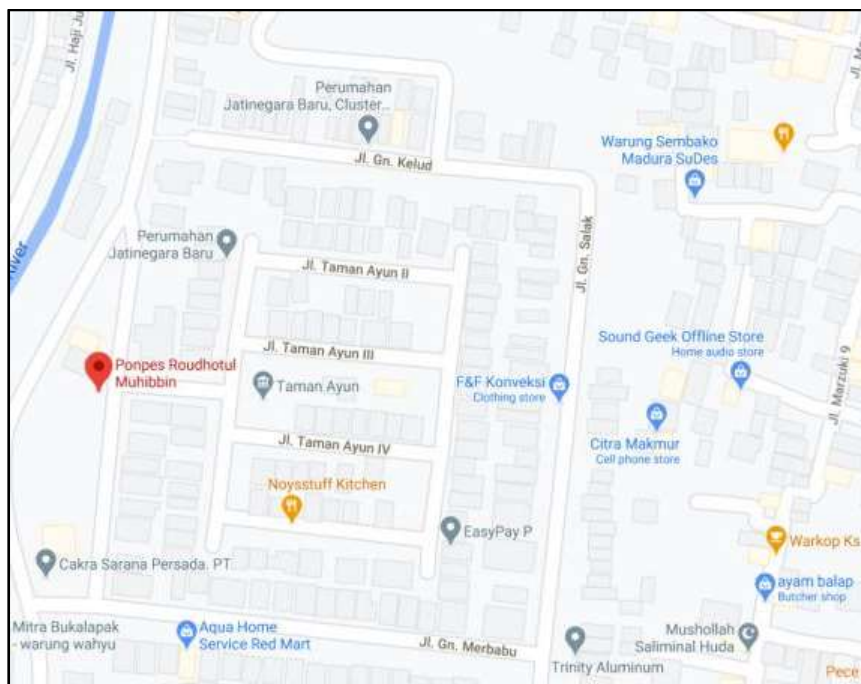 Jl. Haji Ju
Jl. Ma
Perumahan
Jatinegara Baru, Cluster...
Jl. Gn. Kelud
Warung Sembako
Madura SuDes
River
Perumahan
Jatinegara Baru
Jl. Taman Ayun II
Jl. Gn. Salak
Jl. Taman Ayun III
Sound Geek Offline Store
Home audio store
Ponpes Roudhotul
Muhibbin
Taman Ayun
F&F Konveksi
Clothing store
Jl. Marzuki 9
Jl. Taman Ayun IV
Citra Makmur
Cell phone store
Noysstuff Kitchen
EasyPay P
Warkop Ks
Cakra Sarana Persada. PT
ayam balap
Butcher shop
Mitra Bukalapak
- warung wahyu
Aqua Home
Service Red Mart
Jl. Gn. Merbabu
Mushollah
Saliminal Huda
Trinity Aluminum
Pece